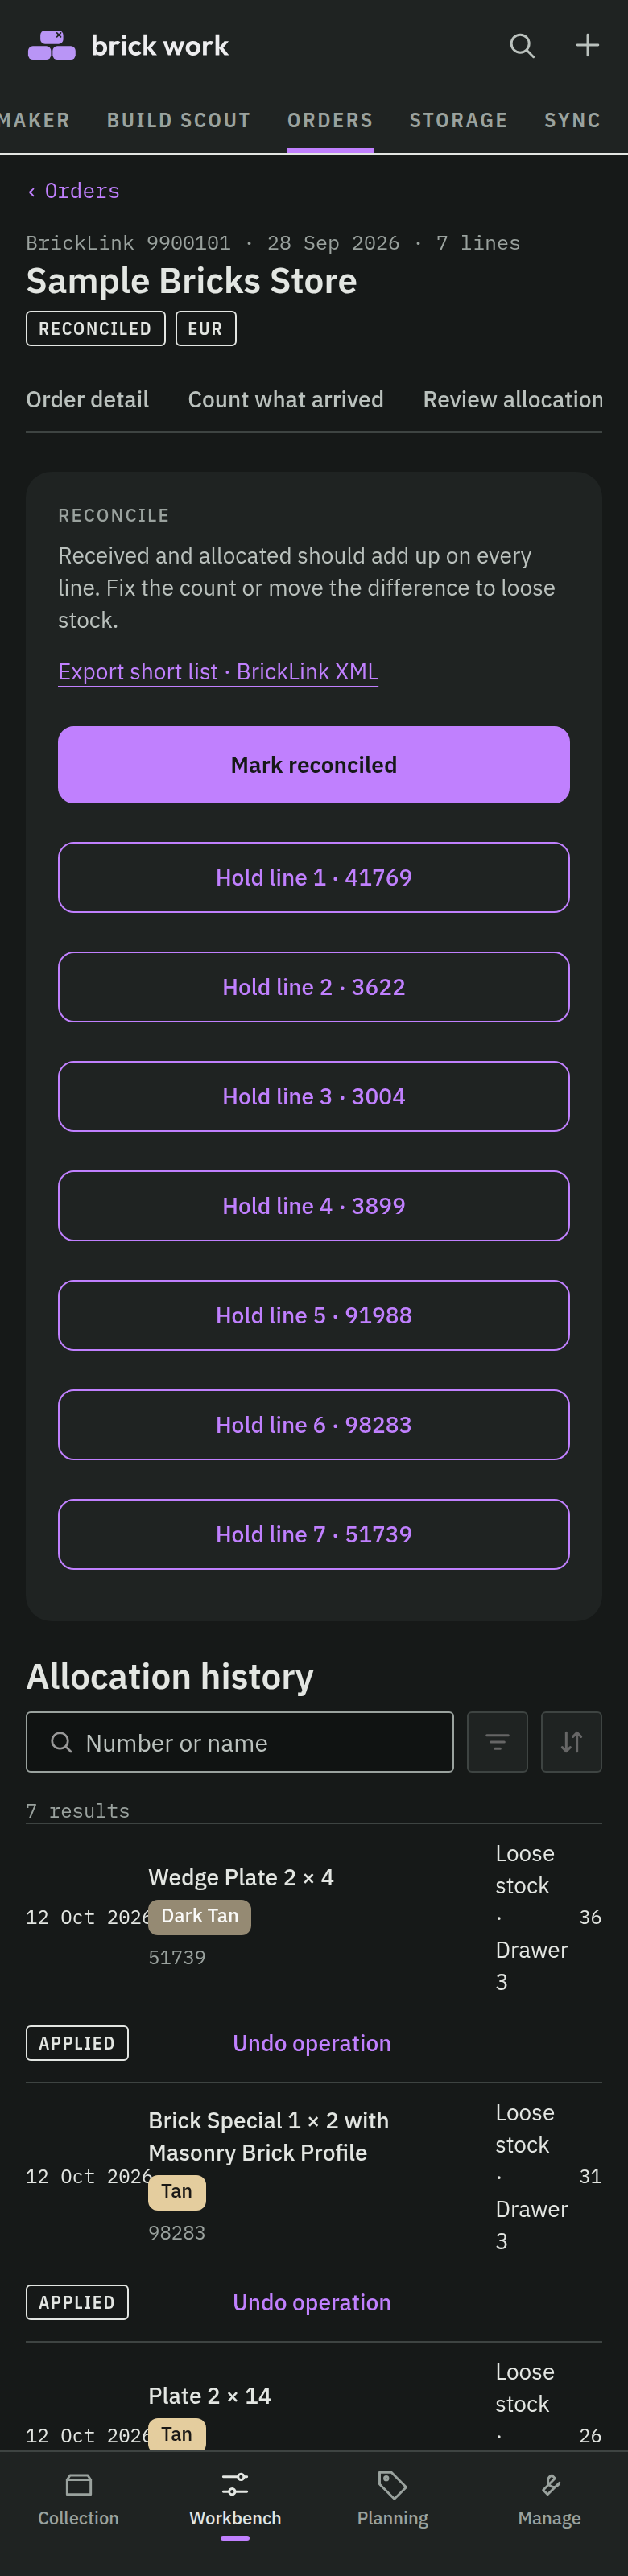 brick work
MAKER BUILD SCOUT ORDERS STORAGE SYNC
‹ Orders
BrickLink 9900101 · 28 Sep 2026 · 7 lines
Sample Bricks Store
RECONCILED EUR
Order detail Count what arrived Review allocation
RECONCILE
Received and allocated should add up on every
line. Fix the count or move the difference to loose
stock.
Export short list · BrickLink XML
Mark reconciled
Hold line 1 · 41769
Hold line 2 · 3622
Hold line 3 · 3004
Hold line 4 · 3899
Hold line 5 · 91988
Hold line 6 · 98283
Hold line 7 · 51739
Allocation history
Number or name
7 results
12 Oct 2026
Wedge Plate 2 × 4
Dark Tan
51739
Loose
stock
·
Drawer
3
36
APPLIED Undo operation
12 Oct 2026
Brick Special 1 × 2 with
Masonry Brick Profile
Tan
98283
Loose
stock
·
Drawer
3
31
APPLIED Undo operation
12 Oct 2026
Plate 2 × 14
Tan
Loose
stock
·
26
Collection Workbench Planning Manage